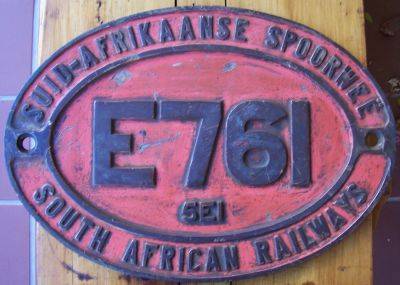 SUID-AFRIKAANSE SPOORWEË
E761
5E1
SOUTH AFRICAN RAILWAYS